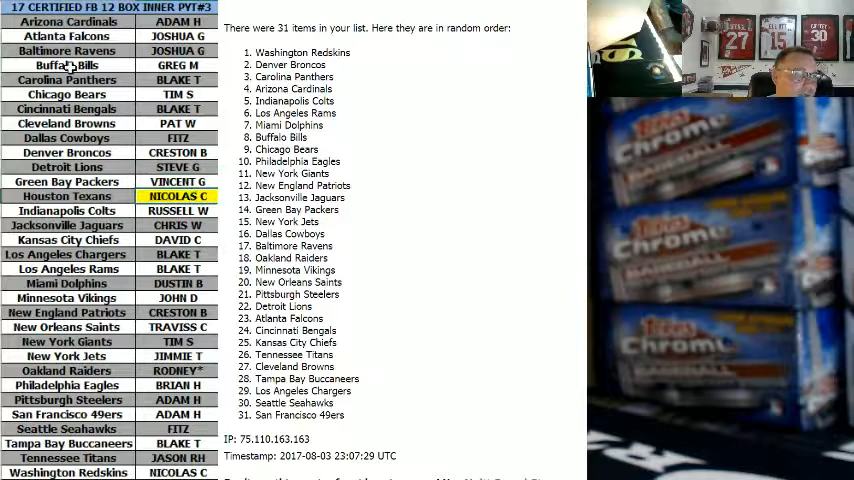 17 CERTIFIED FB 12 BOX INNER PYT#3
Arizona Cardinals ADAM H
Atlanta Falcons JOSHUA G
Baltimore Ravens JOSHUA G
Buffalo Bills GREG M
Carolina Panthers BLAKE T
Chicago Bears TIM S
Cincinnati Bengals BLAKE T
Cleveland Browns PAT W
Dallas Cowboys FITZ
Denver Broncos CRESTON B
Detroit Lions STEVE G
Green Bay Packers VINCENT G
Houston Texans NICOLAS C
Indianapolis Colts RUSSELL W
Jacksonville Jaguars CHRIS W
Kansas City Chiefs DAVID C
Los Angeles Chargers BLAKE T
Los Angeles Rams BLAKE T
Miami Dolphins DUSTIN B
Minnesota Vikings JOHN D
New England Patriots CRESTON B
New Orleans Saints TRAVISS C
New York Giants TIM S
New York Jets JIMMIE T
Oakland Raiders RODNEY*
Philadelphia Eagles BRIAN H
Pittsburgh Steelers ADAM H
San Francisco 49ers ADAM H
Seattle Seahawks FITZ
Tampa Bay Buccaneers BLAKE T
Tennessee Titans JASON RH
Washington Redskins NICOLAS C
There were 31 items in your list. Here they are in random order:
1. Washington Redskins
2. Denver Broncos
3. Carolina Panthers
4. Arizona Cardinals
5. Indianapolis Colts
6. Los Angeles Rams
7. Miami Dolphins
8. Buffalo Bills
9. Chicago Bears
10. Philadelphia Eagles
11. New York Giants
12. New England Patriots
13. Jacksonville Jaguars
14. Green Bay Packers
15. New York Jets
16. Dallas Cowboys
17. Baltimore Ravens
18. Oakland Raiders
19. Minnesota Vikings
20. New Orleans Saints
21. Pittsburgh Steelers
22. Detroit Lions
23. Atlanta Falcons
24. Cincinnati Bengals
25. Kansas City Chiefs
26. Tennessee Titans
27. Cleveland Browns
28. Tampa Bay Buccaneers
29. Los Angeles Chargers
30. Seattle Seahawks
31. San Francisco 49ers
IP: 75.110.163.163
Timestamp: 2017-08-03 23:07:29 UTC
27
15
30
Topps
Chrome
BASEBALL
Topps
Chrome
BASEBALL
Topps
Chrome
BASEBALL